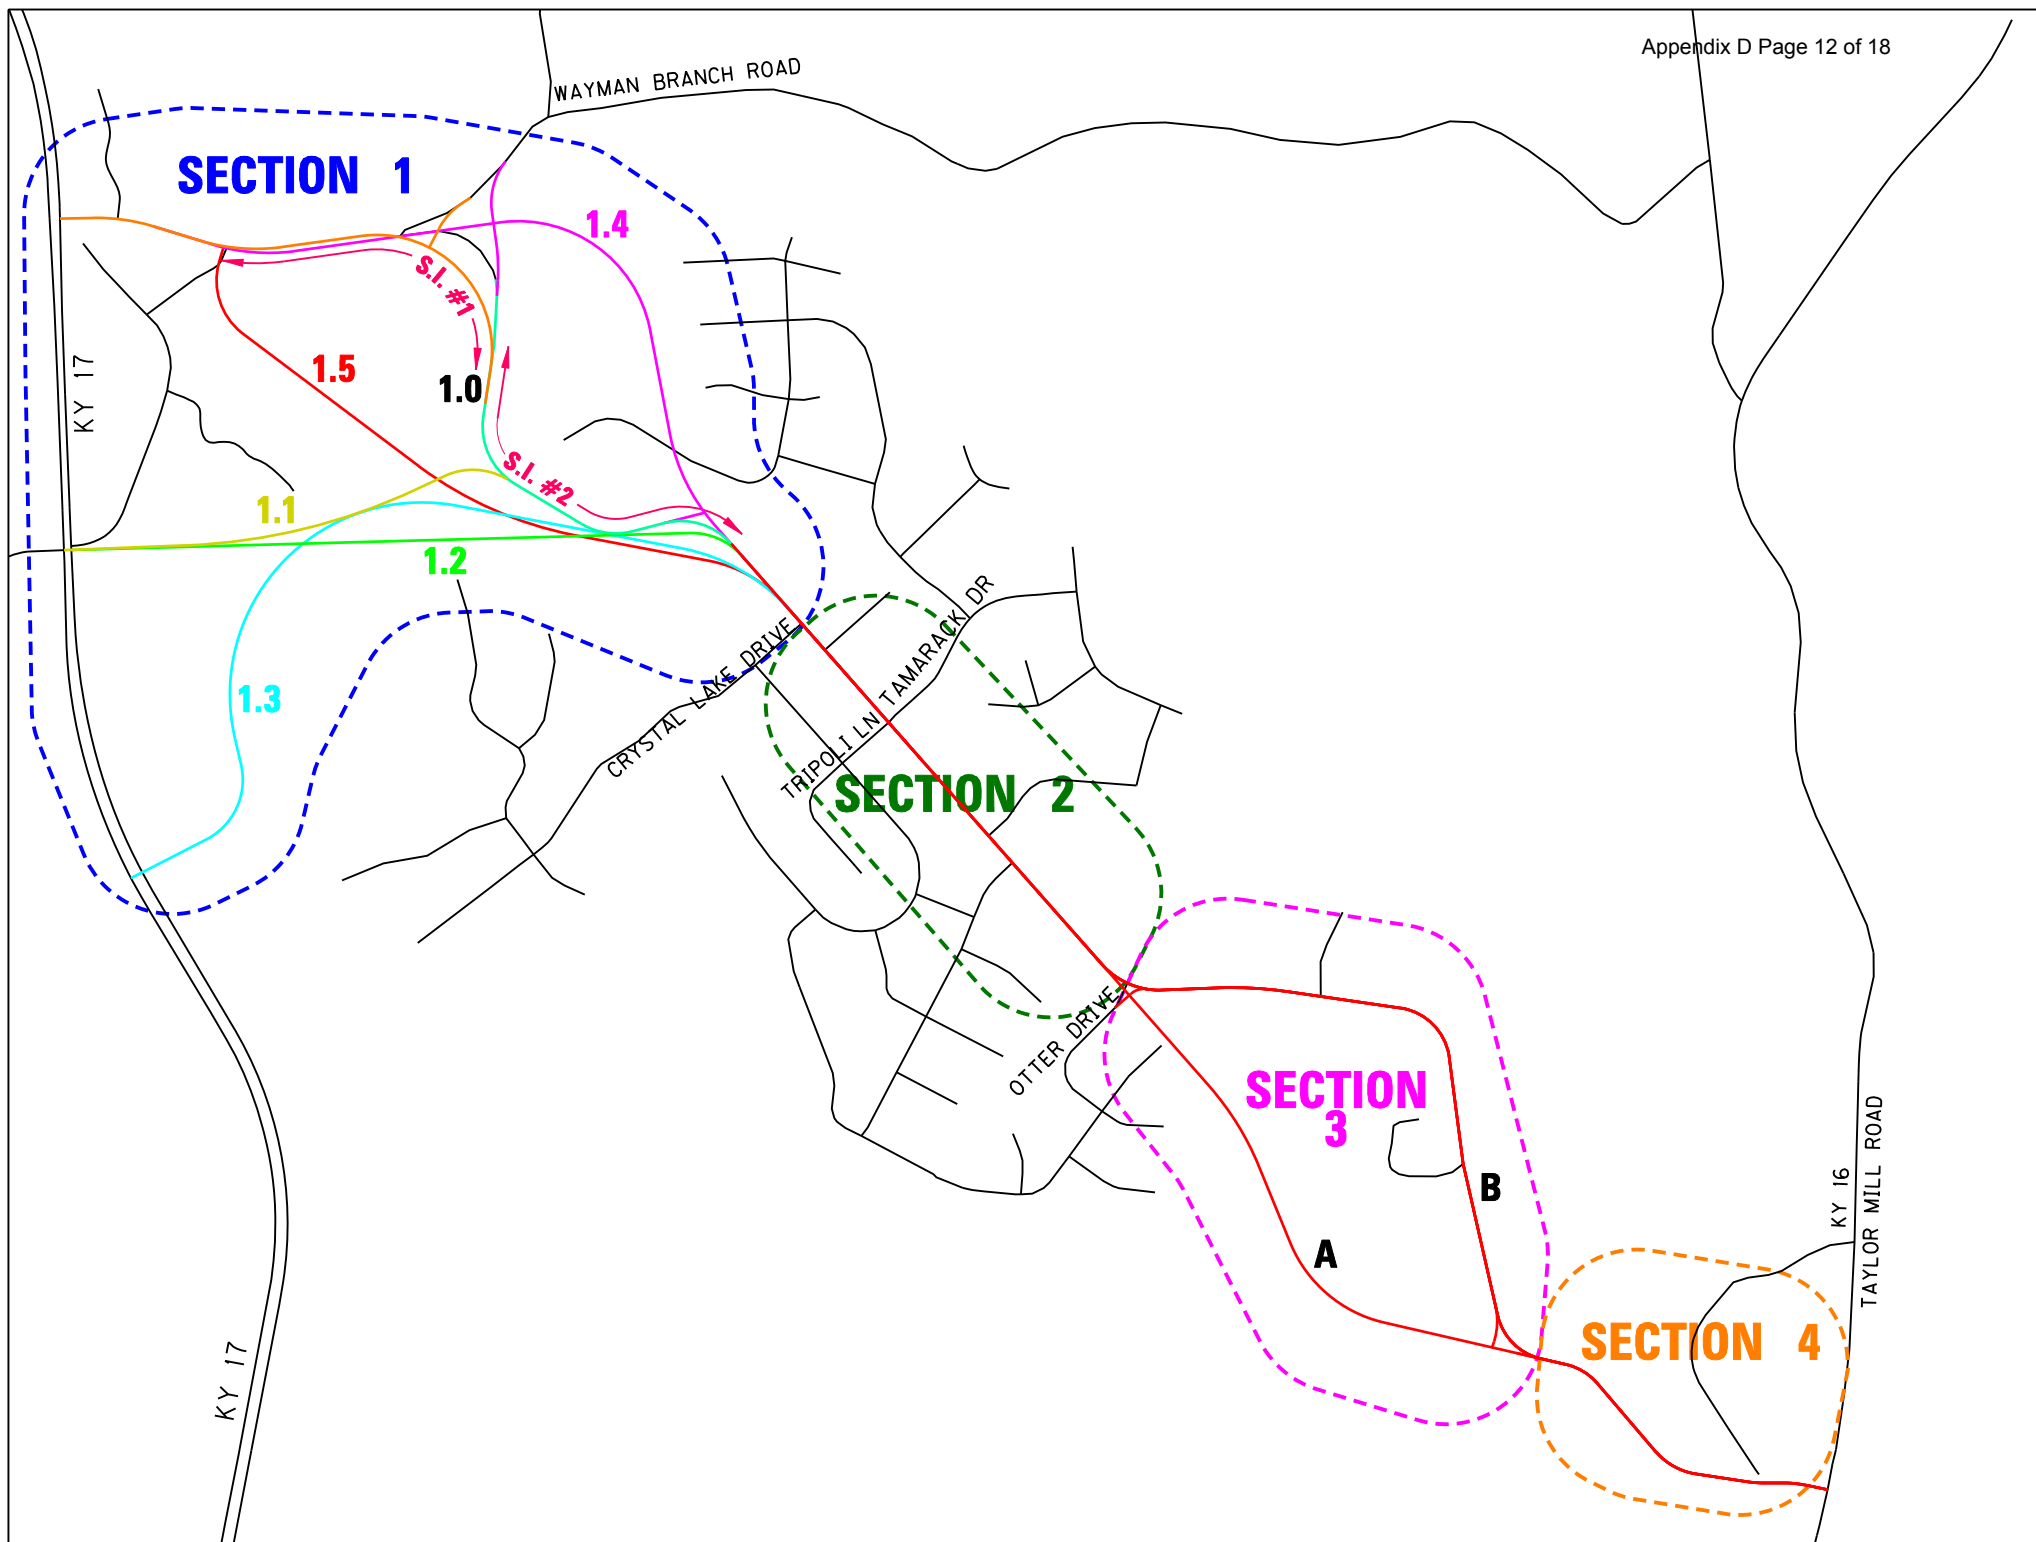 Appendix D Page 12 of 18
WAYMAN BRANCH ROAD
SECTION 1
1.4
S.I. #1
1.5
1.0
KY 17
S.I. #2
1.1
1.2
1.3
CRYSTAL LAKE DRIVE
TRIPOLI LN TAMARACK DR
SECTION 2
OTTER DRIVE
SECTION
3
B
A
KY 16
TAYLOR MILL ROAD
SECTION 4
KY 17